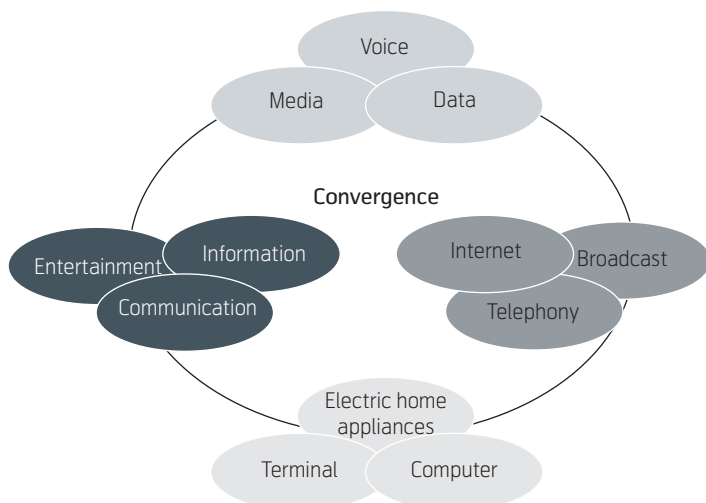 Voice
Media
Data
Convergence
Entertainment
Information
Communication
Internet
Broadcast
Telephony
Electric home
appliances
Terminal
Computer